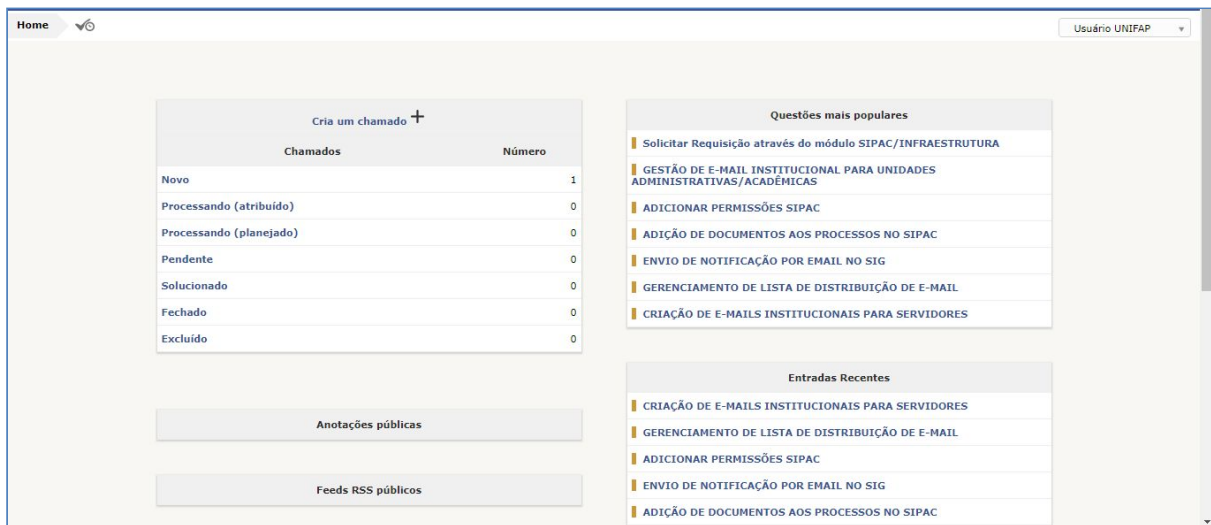 Home
Usuário UNIFAP
Cria um chamado
Chamados Número
Novo 1
Processando (atribuído) 0
Processando (planejado) 0
Pendente 0
Solucionado 0
Fechado 0
Excluído 0
Anotações públicas
Feeds RSS públicos
Questões mais populares
Solicitar Requisição através do módulo SIPAC/INFRAESTRUTURA
GESTÃO DE E-MAIL INSTITUCIONAL PARA UNIDADES
ADMINISTRATIVAS/ACADÊMICAS
ADICIONAR PERMISSÕES SIPAC
ADIÇÃO DE DOCUMENTOS AOS PROCESSOS NO SIPAC
ENVIO DE NOTIFICAÇÃO POR EMAIL NO SIG
GERENCIAMENTO DE LISTA DE DISTRIBUIÇÃO DE E-MAIL
CRIAÇÃO DE E-MAILS INSTITUCIONAIS PARA SERVIDORES
Entradas Recentes
CRIAÇÃO DE E-MAILS INSTITUCIONAIS PARA SERVIDORES
GERENCIAMENTO DE LISTA DE DISTRIBUIÇÃO DE E-MAIL
ADICIONAR PERMISSÕES SIPAC
ENVIO DE NOTIFICAÇÃO POR EMAIL NO SIG
ADIÇÃO DE DOCUMENTOS AOS PROCESSOS NO SIPAC